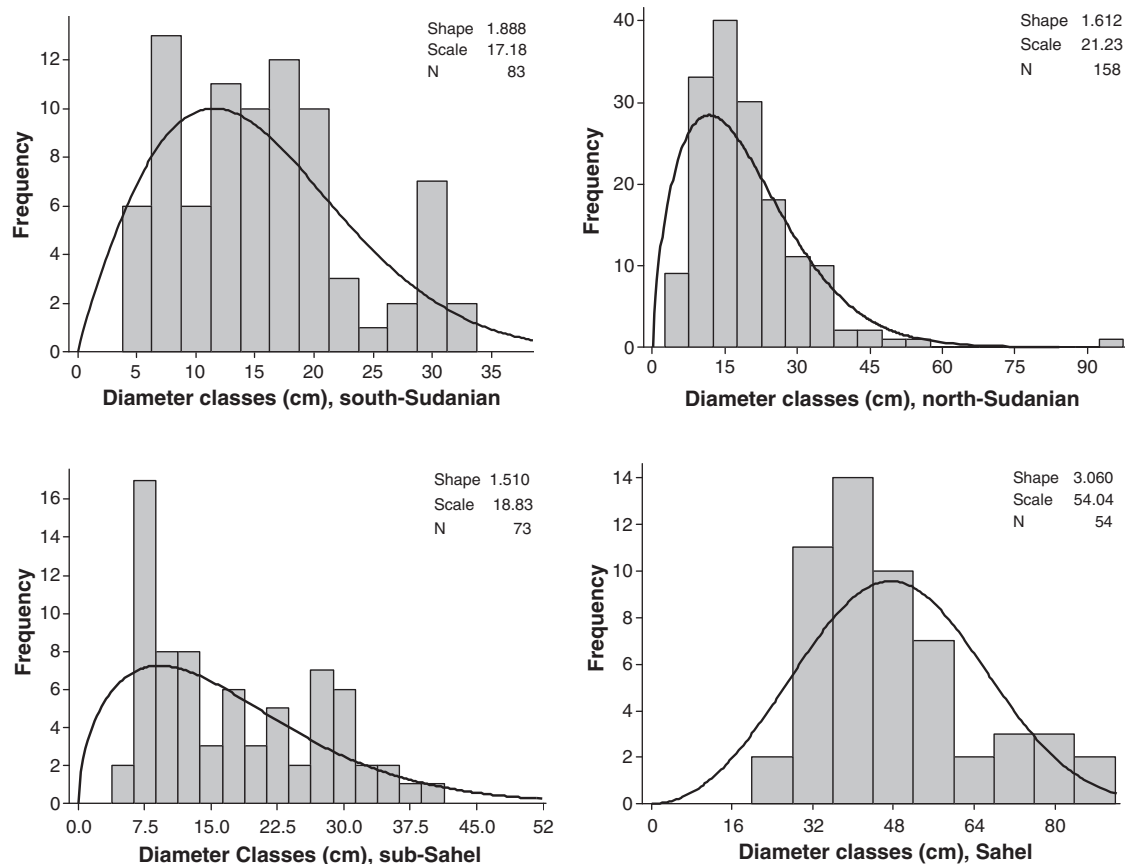 Shape 1.888
Scale 17.18
N 83
12
10
8
6
4
2
0
Frequency
0 5 10 15 20 25 30 35
Diameter classes (cm), south-Sudanian
Shape 1.612
Scale 21.23
N 158
40
30
20
10
0
Frequency
0 15 30 45 60 75 90
Diameter classes (cm), north-Sudanian
Shape 1.510
Scale 18.83
N 73
16
14
12
10
8
6
4
2
0
Frequency
0.0 7.5 15.0 22.5 30.0 37.5 45.0 52
Diameter Classes (cm), sub-Sahel
Shape 3.060
Scale 54.04
N 54
14
12
10
8
6
4
2
0
Frequency
0 16 32 48 64 80
Diameter classes (cm), Sahel